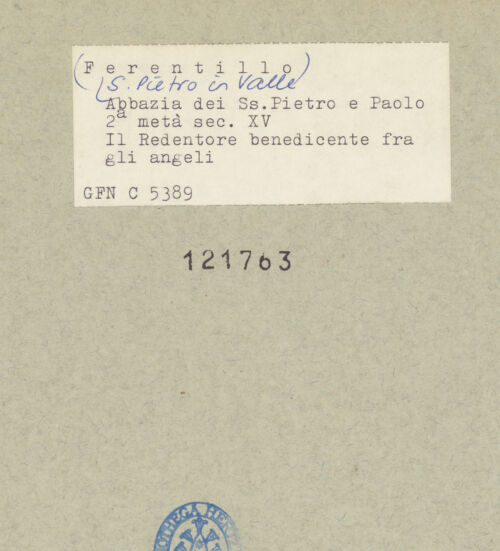 (Ferentillo)
(S. Pietro in Valle
Abbazia dei Ss.Pietro e Paolo
2ª metà sec. XV
Il Redentore benedicente fra
gli angeli
GFN C 5389
121763